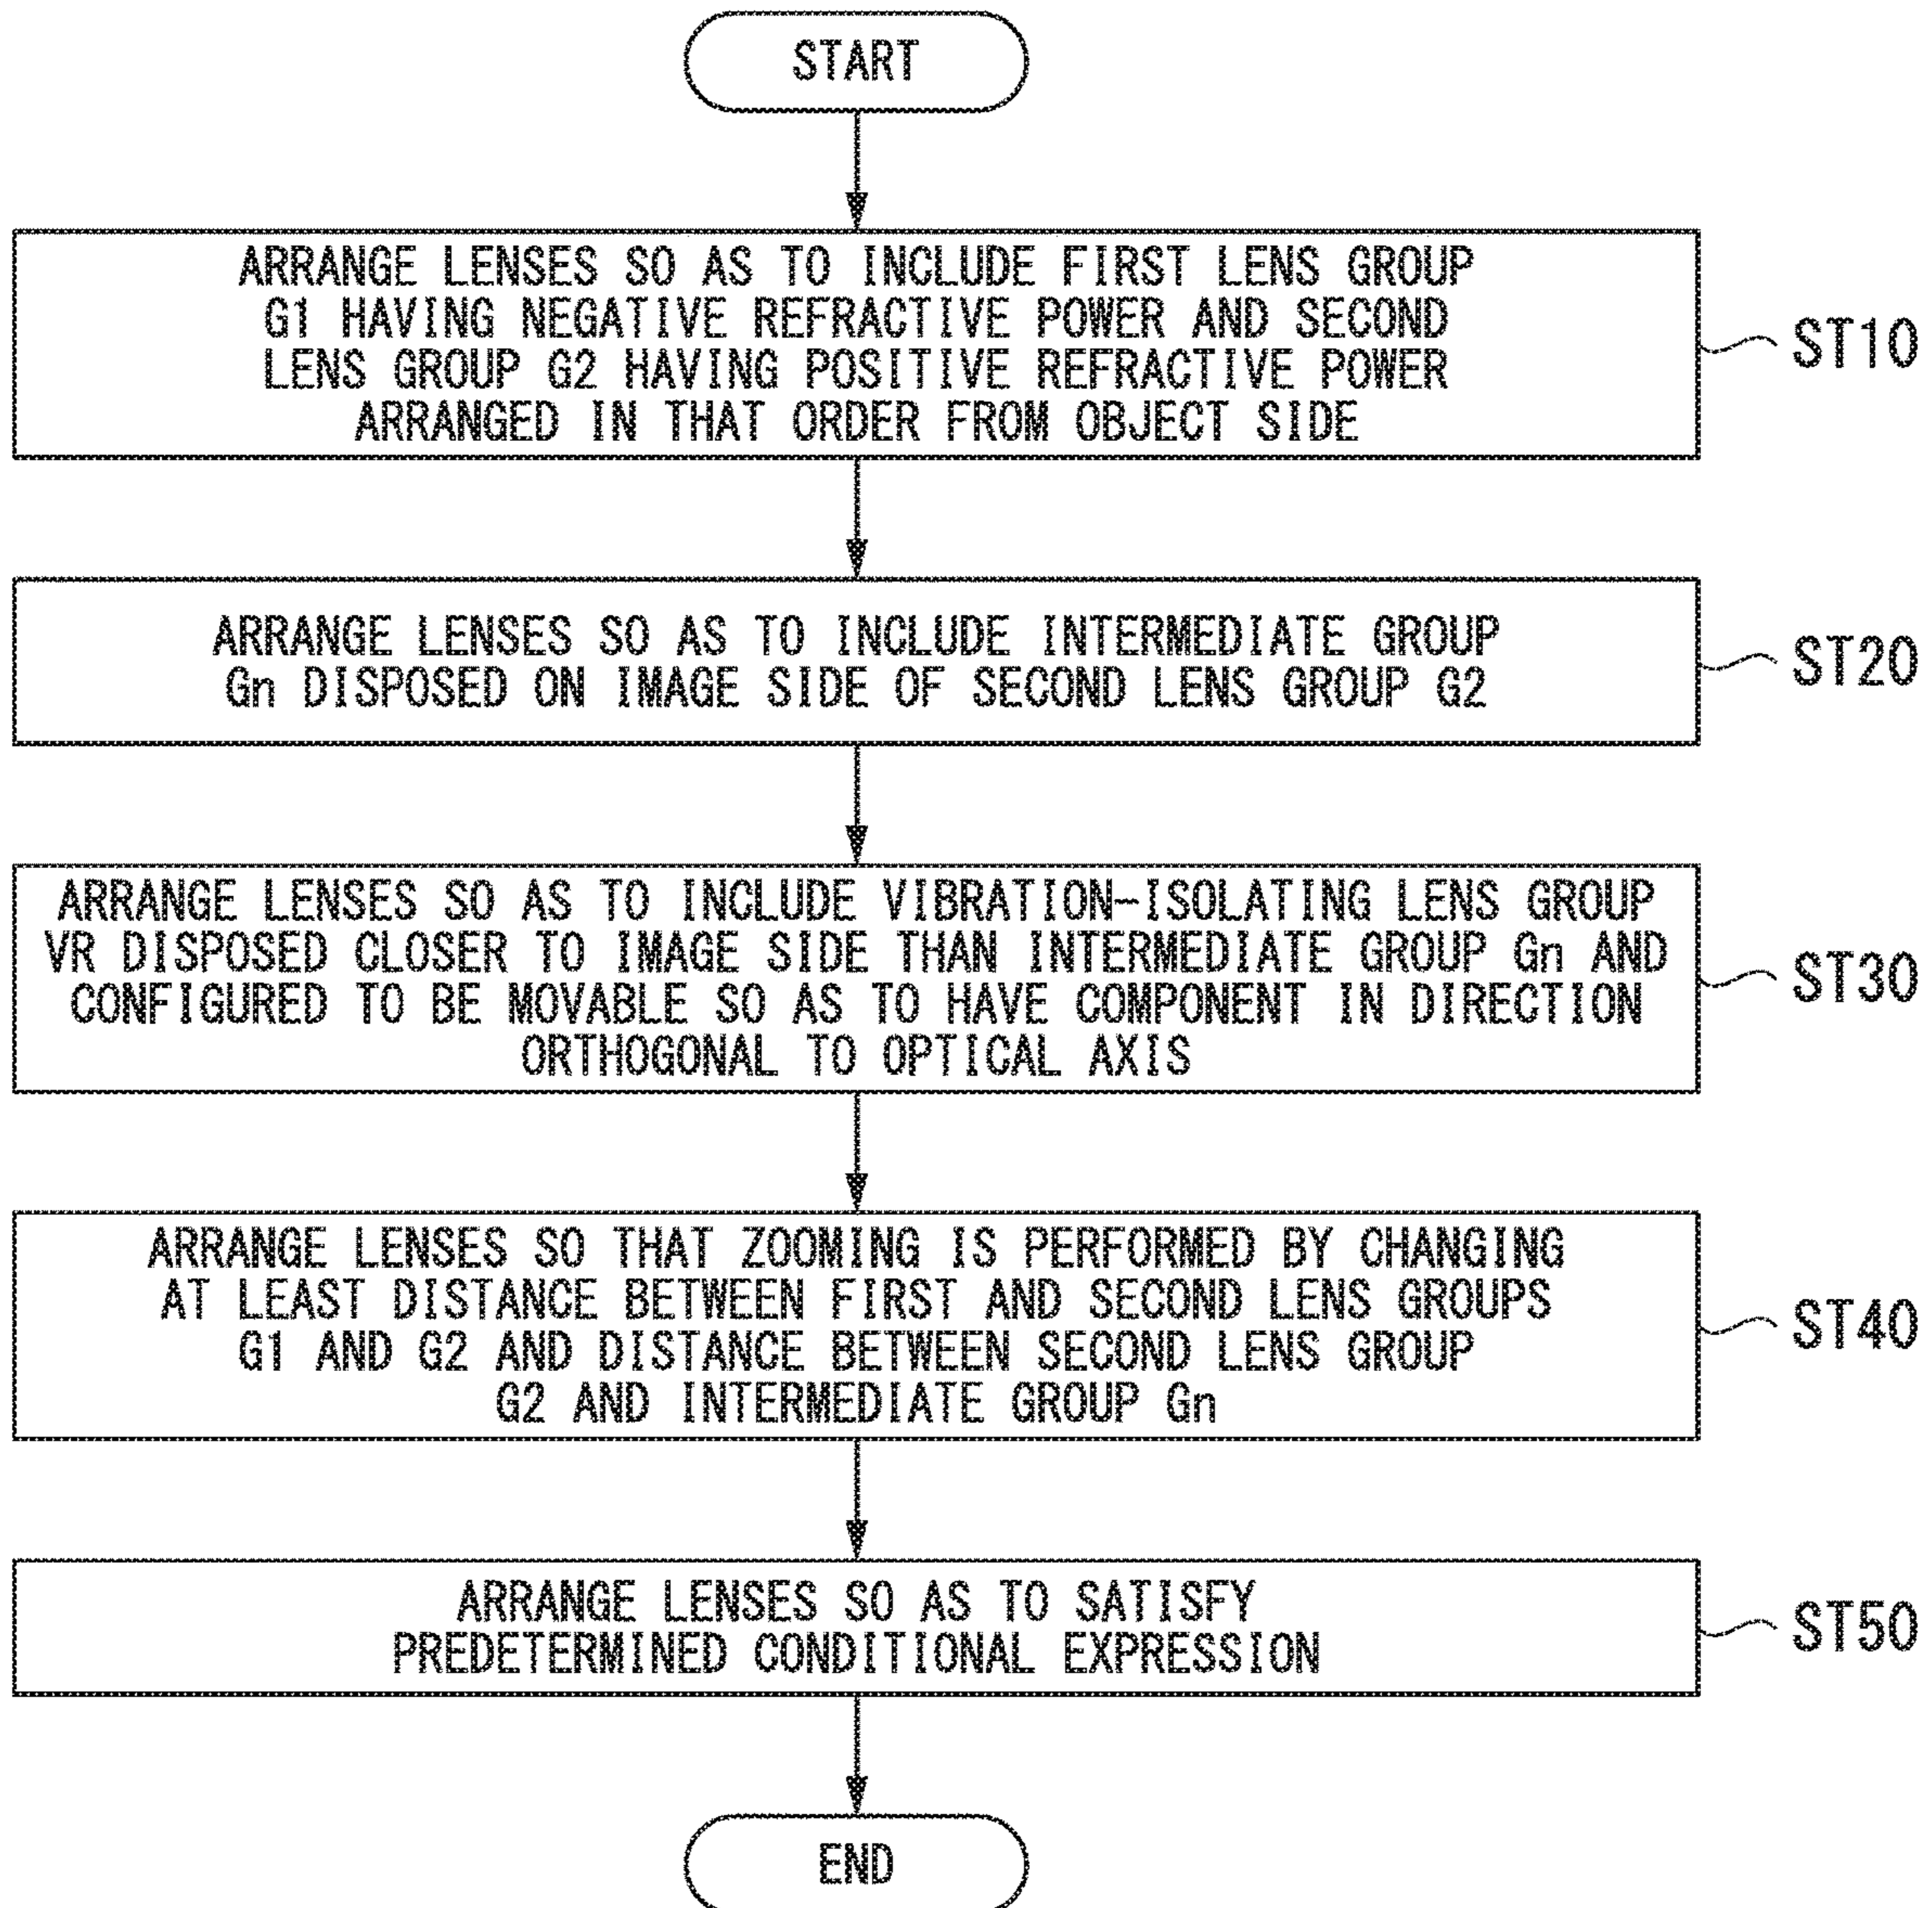 START
ARRANGE LENSES SO AS TO INCLUDE FIRST LENS GROUP
G1 HAVING NEGATIVE REFRACTIVE POWER AND SECOND
LENS GROUP G2 HAVING POSITIVE REFRACTIVE POWER
ARRANGED IN THAT ORDER FROM OBJECT SIDE
ST10
ARRANGE LENSES SO AS TO INCLUDE INTERMEDIATE GROUP
Gn DISPOSED ON IMAGE SIDE OF SECOND LENS GROUP G2
ST20
ARRANGE LENSES SO AS TO INCLUDE VIBRATION-ISOLATING LENS GROUP
VR DISPOSED CLOSER TO IMAGE SIDE THAN INTERMEDIATE GROUP Gn AND
CONFIGURED TO BE MOVABLE SO AS TO HAVE COMPONENT IN DIRECTION
ORTHOGONAL TO OPTICAL AXIS
ST30
ARRANGE LENSES SO THAT ZOOMING IS PERFORMED BY CHANGING
AT LEAST DISTANCE BETWEEN FIRST AND SECOND LENS GROUPS
G1 AND G2 AND DISTANCE BETWEEN SECOND LENS GROUP
G2 AND INTERMEDIATE GROUP Gn
ST40
ARRANGE LENSES SO AS TO SATISFY
PREDETERMINED CONDITIONAL EXPRESSION
ST50
END